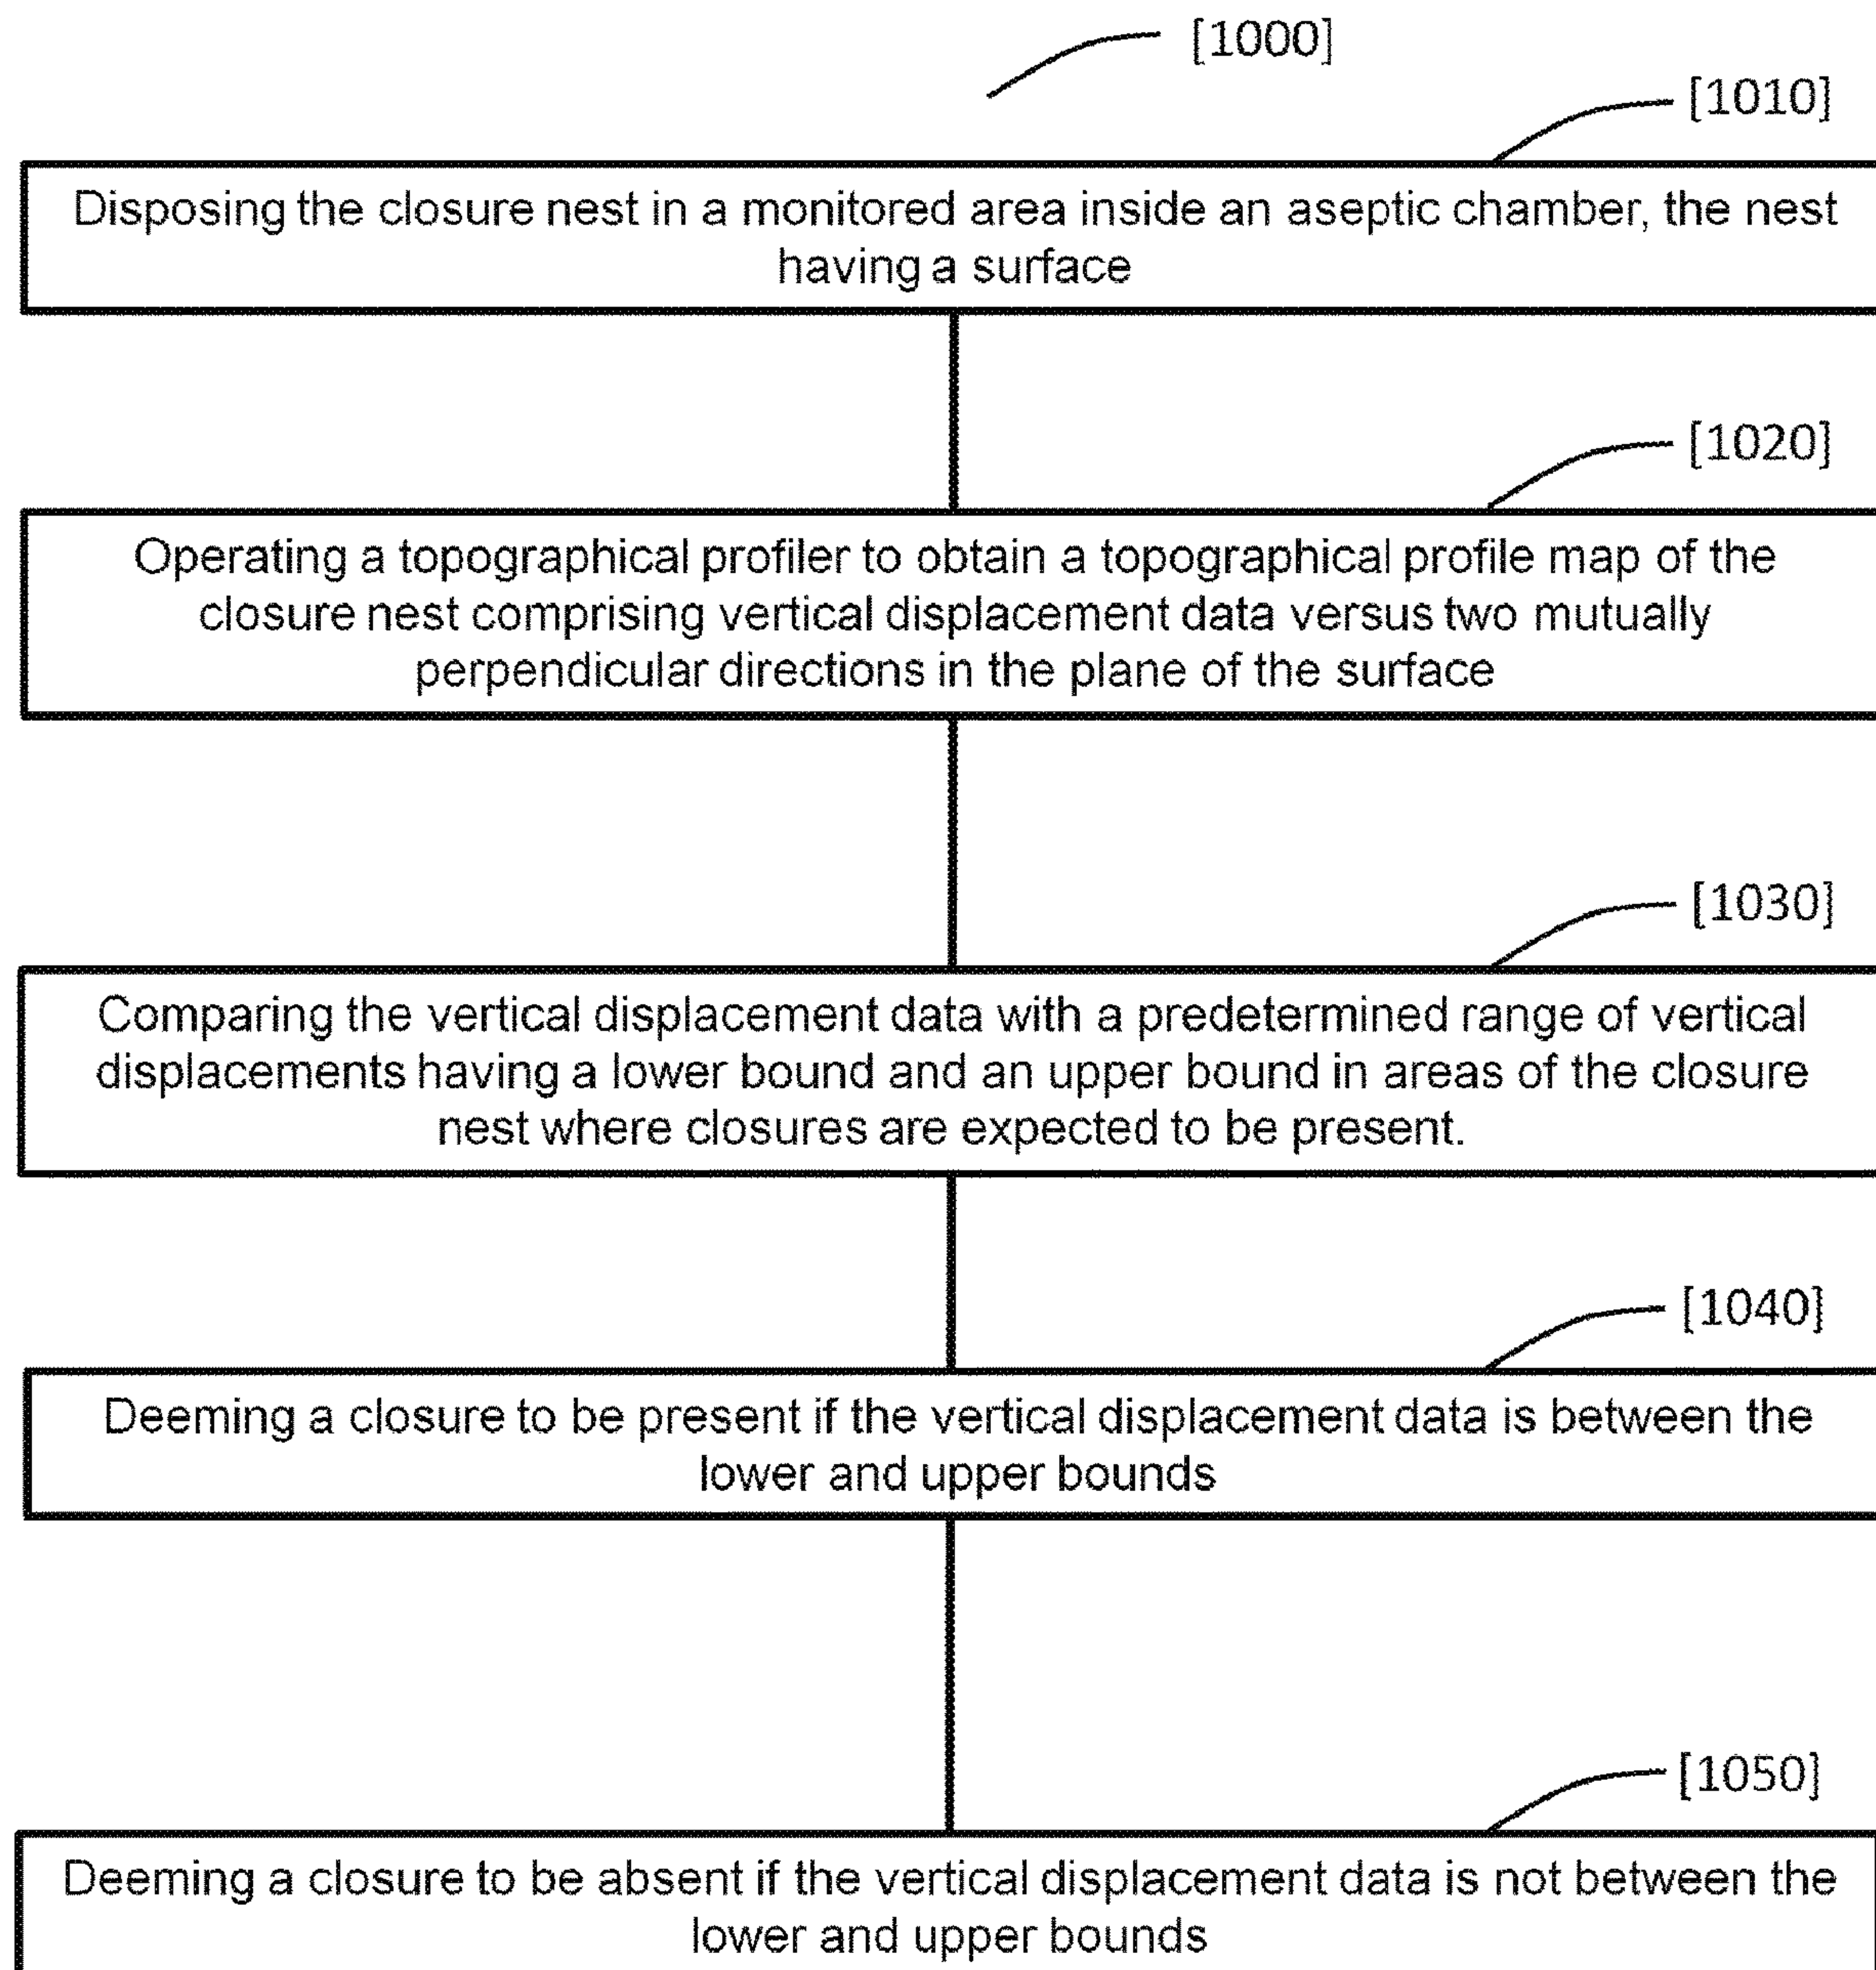 [1000]
[1010]
Disposing the closure nest in a monitored area inside an aseptic chamber, the nest
having a surface
[1020]
Operating a topographical profiler to obtain a topographical profile map of the
closure nest comprising vertical displacement data versus two mutually
perpendicular directions in the plane of the surface
[1030]
Comparing the vertical displacement data with a predetermined range of vertical
displacements having a lower bound and an upper bound in areas of the closure
nest where closures are expected to be present.
[1040]
Deeming a closure to be present if the vertical displacement data is between the
lower and upper bounds
[1050]
Deeming a closure to be absent if the vertical displacement data is not between the
lower and upper bounds